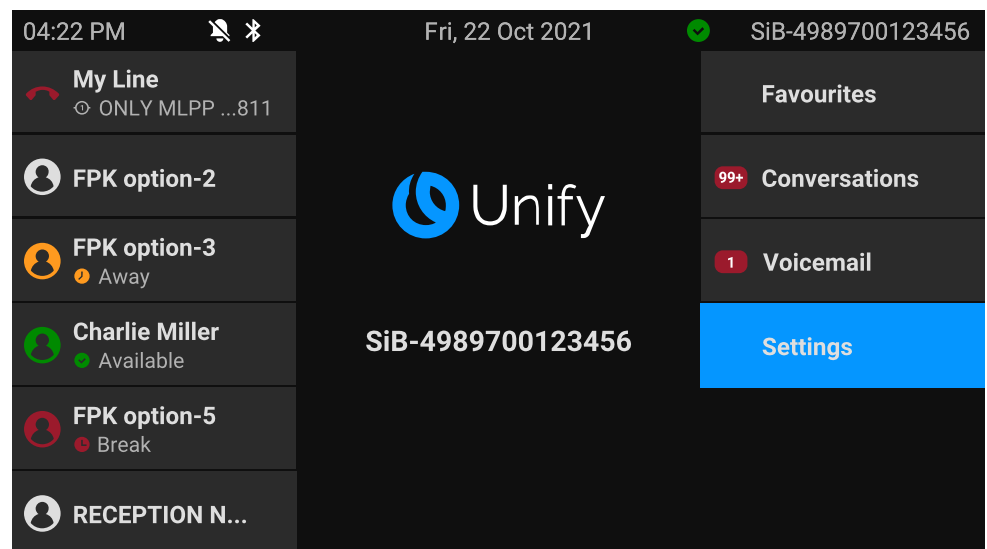 04:22 PM
Fri, 22 Oct 2021
SiB-4989700123456
My Line
ONLY MLPP ...811
FPK option-2
FPK option-3
Away
Charlie Miller
Available
FPK option-5
Break
RECEPTION N...
Unify
SiB-4989700123456
Favourites
99+ Conversations
1 Voicemail
Settings